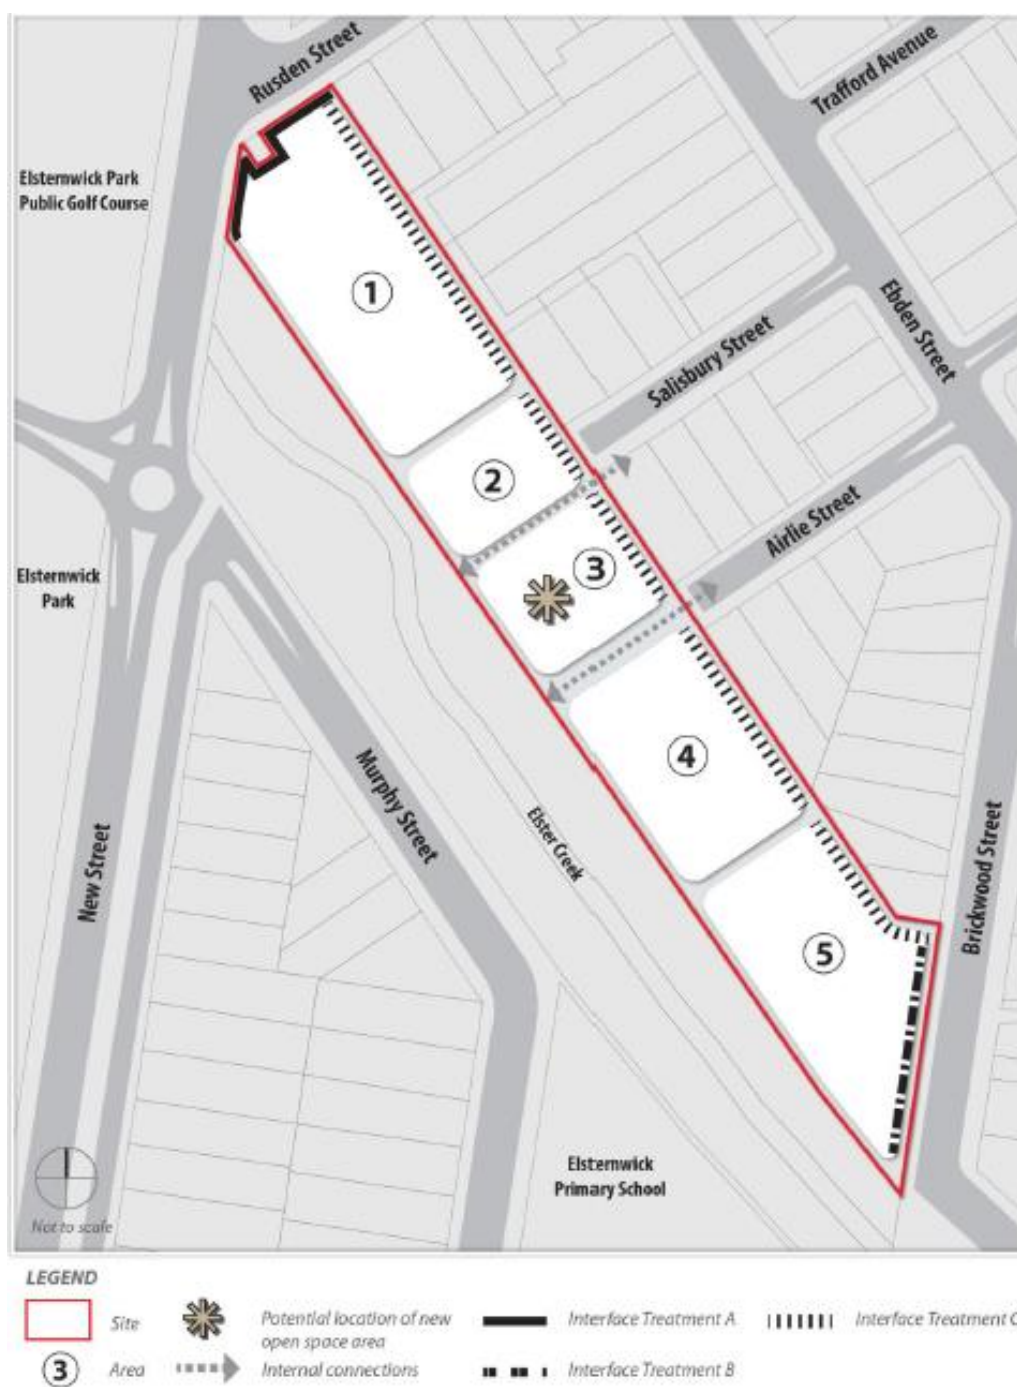 Rusden Street
Trafford Avenue
Elsternwick Park
Public Golf Course
1
Ebden Street
Salisbury Street
2
Airlie Street
3
Elsternwick
Park
4
Murphy Street
Elster Creek
New Street
Brickwood Street
5
Elsternwick
Primary School
Not to scale
LEGEND
Site
Potential location of new
open space area
Interface Treatment A
Interface Treatment C
3
Area
Internal connections
Interface Treatment B